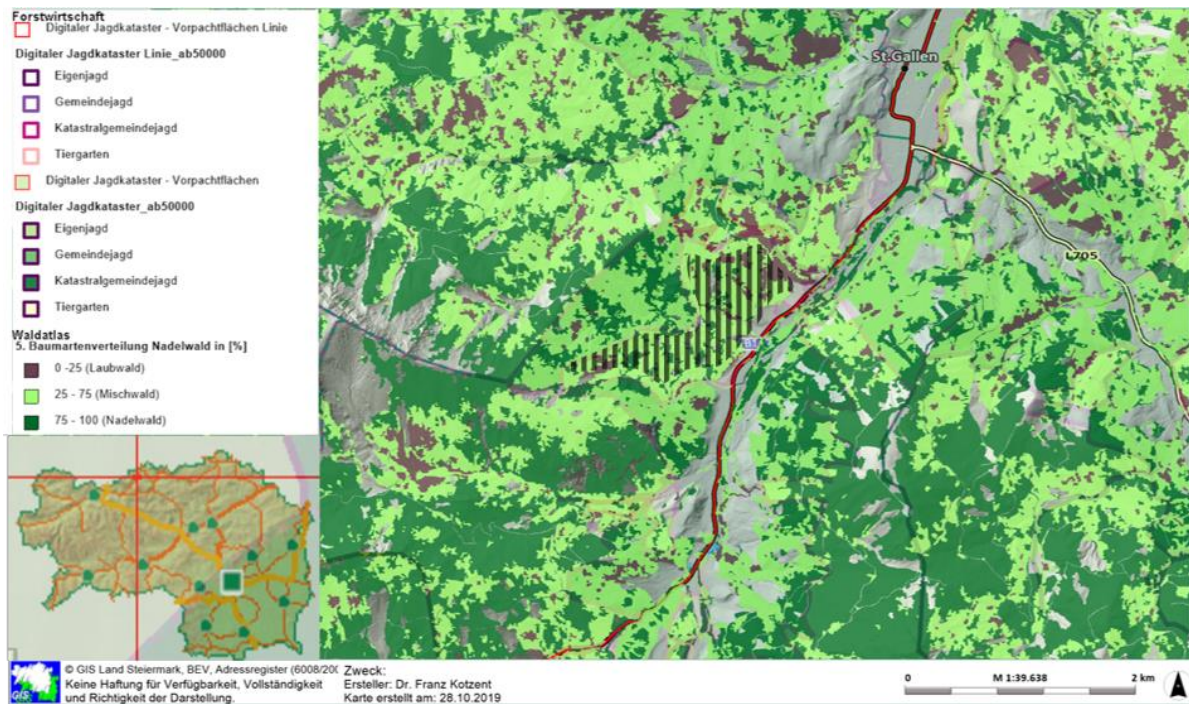 Forstwirtschaft
Digitaler Jagdkataster - Vorpachtflächen Linie
Digitaler Jagdkataster Linie_ab50000
Eigenjagd
Gemeindejagd
Katastralgemeindejagd
Tiergarten
Digitaler Jagdkataster - Vorpachtflächen
Digitaler Jagdkataster_ab50000
Eigenjagd
Gemeindejagd
Katastralgemeindejagd
Tiergarten
Waldatlas
5. Baumartenverteilung Nadelwald in [%]
0 -25 (Laubwald)
25 - 75 (Mischwald)
75 - 100 (Nadelwald)
St.Gallen
L705
GIS
© GIS Land Steiermark, BEV, Adressregister (6008/200
Keine Haftung für Verfügbarkeit, Vollständigkeit
und Richtigkeit der Darstellung.
Zweck:
Ersteller: Dr. Franz Kotzent
Karte erstellt am: 28.10.2019
0 M 1:39.638 2 km